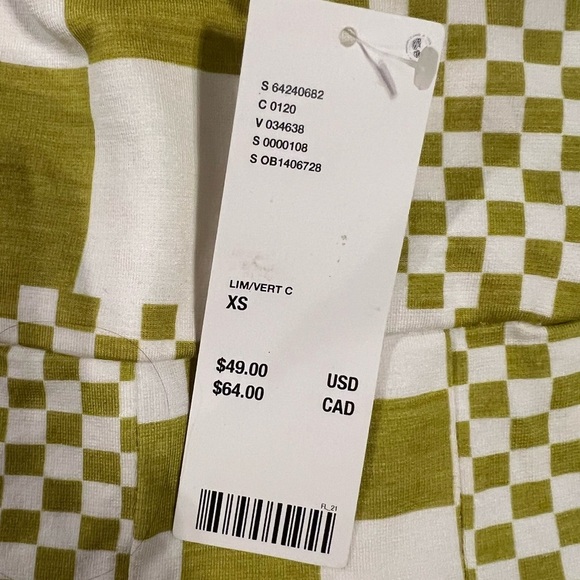 S 64240682
C 0120
V 034638
S 0000108
S OB1406728
LIM/VERT C
XS
$49.00 USD
$64.00 CAD
FL_21